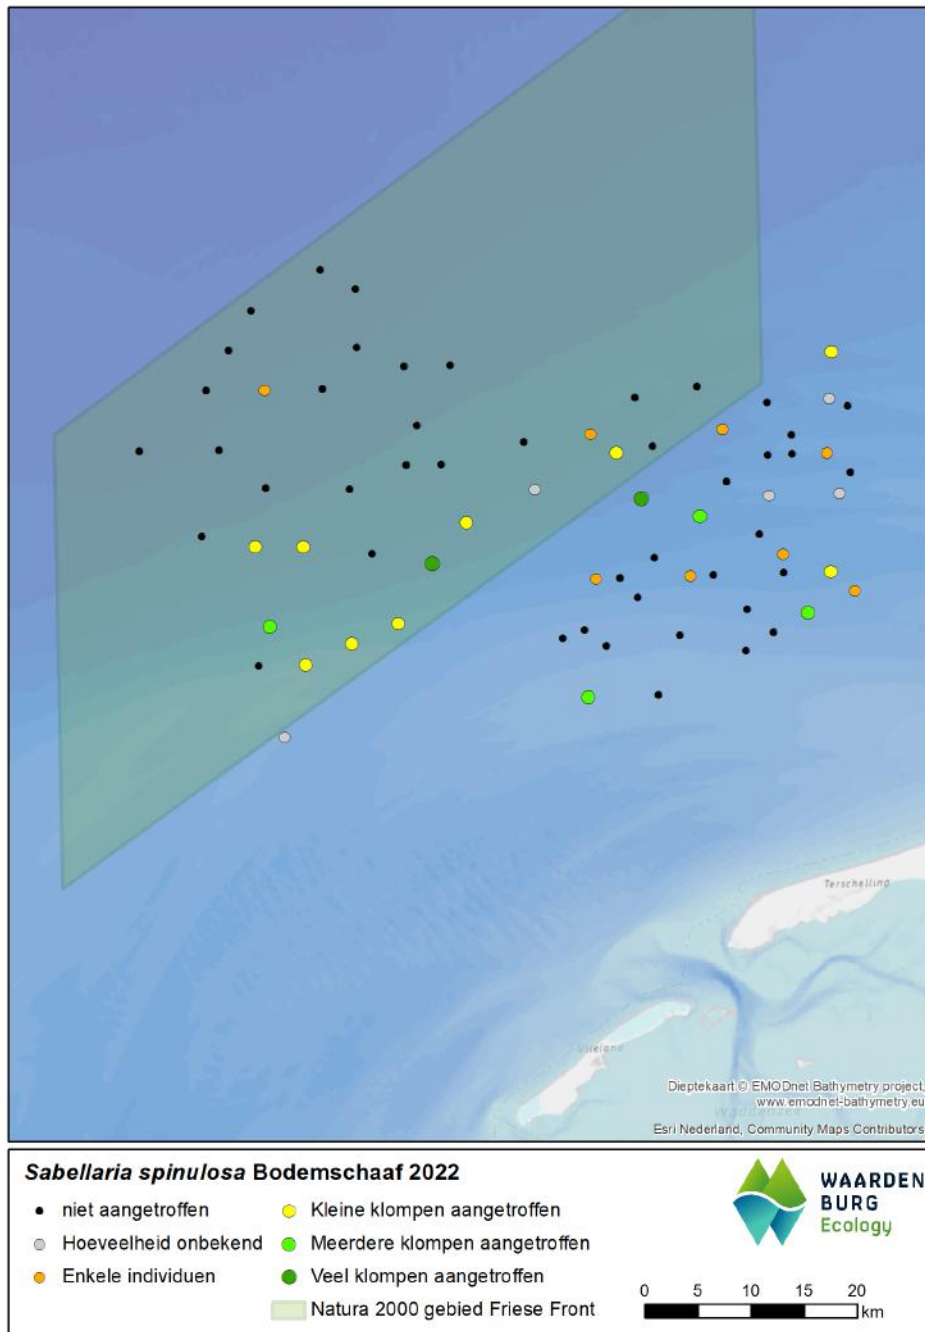 Terschelling
Vlieland
Dieptekaart © EMODnet Bathymetry project,
www.emodnet-bathymetry.eu
Waddenzee
Esri Nederland, Community Maps Contributors
Sabellaria spinulosa Bodemschaaf 2022
niet aangetroffen
Hoeveelheid onbekend
Enkele individuen
Kleine klompen aangetroffen
Meerdere klompen aangetroffen
Veel klompen aangetroffen
Natura 2000 gebied Friese Front
WAARDEN
BURG
Ecology
0 5 10 15 20
km